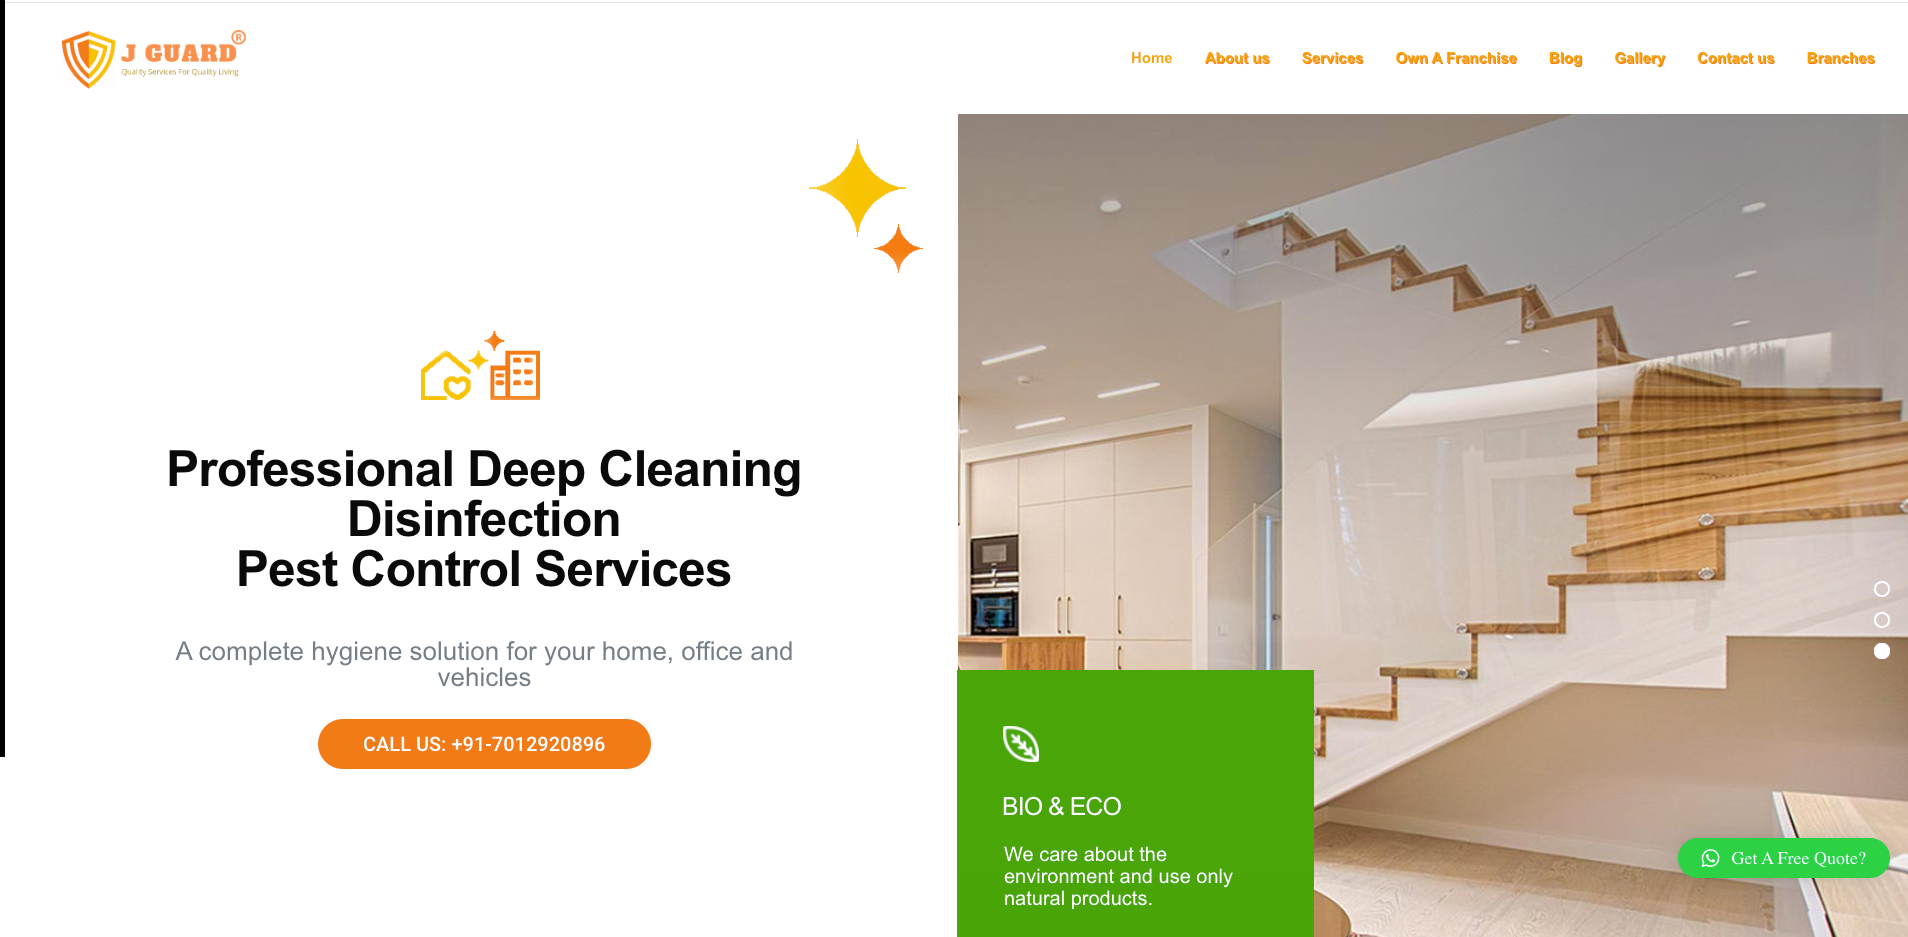 J GUARD®
Quality Services For Quality Living
Home
About us
Services
Own A Franchise
Blog
Gallery
Contact us
Branches
Professional Deep Cleaning
Disinfection
Pest Control Services
A complete hygiene solution for your home, office and
vehicles
CALL US: +91-7012920896
BIO & ECO
We care about the
environment and use only
natural products.
Get A Free Quote?